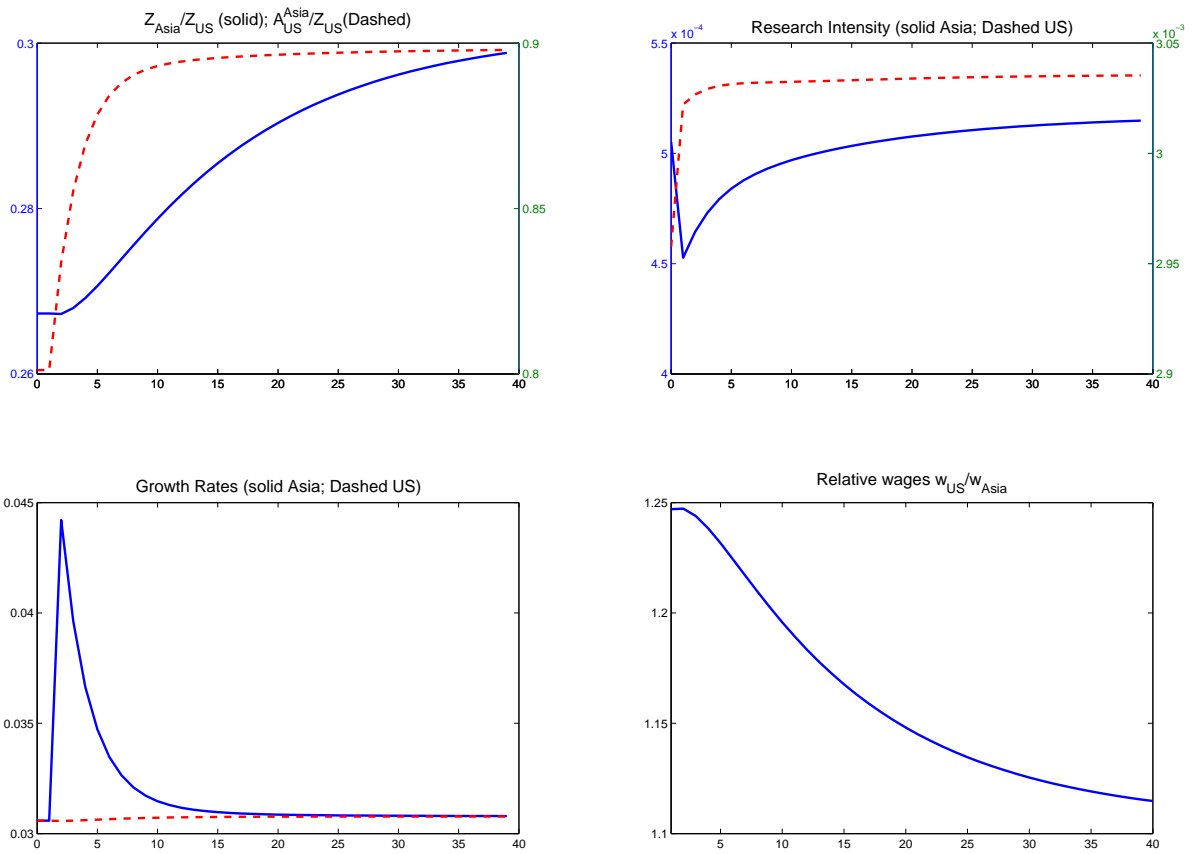 Z_Asia/Z_US (solid); A_US^Asia/Z_US(Dashed)
0.3
0.28
0.26
0.9
0.85
0.8
0 5 10 15 20 25 30 35 40
Research Intensity (solid Asia; Dashed US)
x 10^-4
x 10^-3
5.5
5
4.5
4
3.05
3
2.95
2.9
0 5 10 15 20 25 30 35 40
Growth Rates (solid Asia; Dashed US)
0.045
0.04
0.035
0.03
0 5 10 15 20 25 30 35 40
Relative wages w_US/w_Asia
1.25
1.2
1.15
1.1
5 10 15 20 25 30 35 40